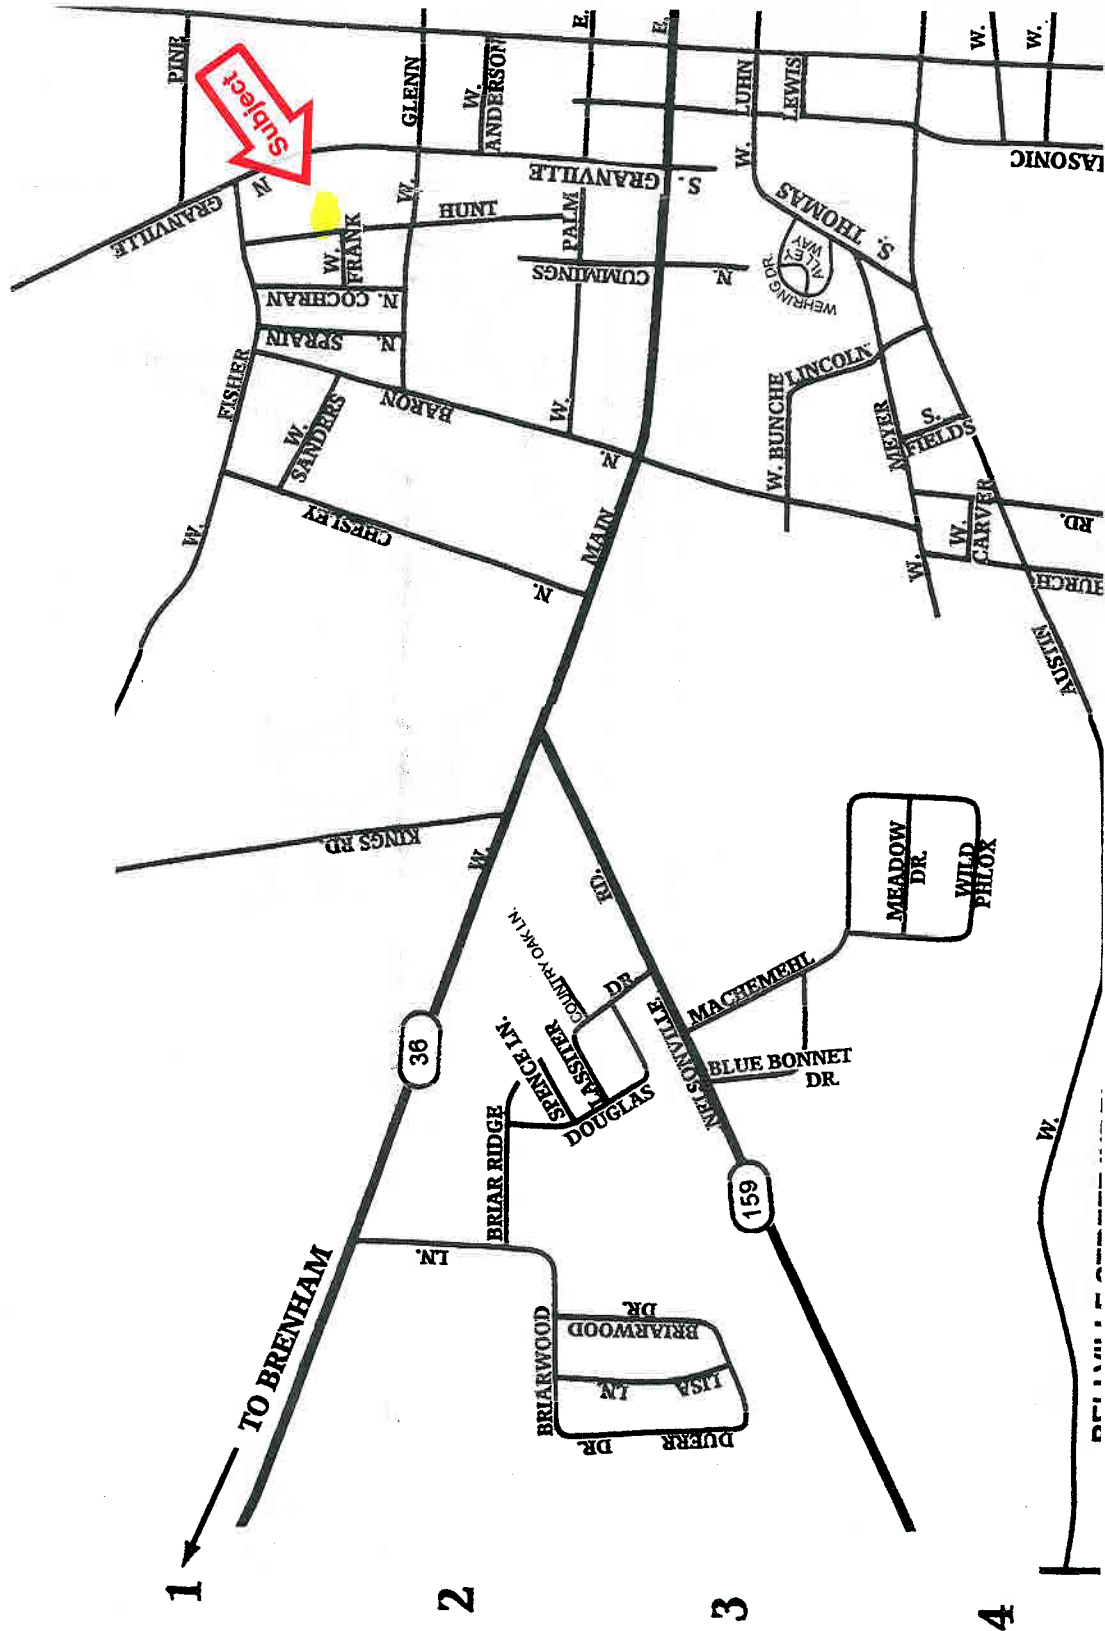 PINE
Subject
N
GRANVILLE
GLENN
W.
W.
ANDERSON
E.
E.
W. LUHN
LEWIS
W.
W.
S. GRANVILLE
HUNT
W.
FRANK
PALM
W.
N. CUMMINGS
S. THOMAS
WEHRING DR.
ALLEY
WAY
N. COCHRAN
N. SPRAIN
FISHER
W.
W.
SANDERS
N. BARON
N. CHESLEY
MAIN
W.
W. BUNCHE
LINCOLN
MEYER
W.
S.
FIELDS
W.
CARVER
RD.
AUSTIN
W.
KINGS RD.
36
RD.
NELSONVILLE
COUNTRY OAK LN.
DR.
SPENCE LN.
LASSITER
DOUGLAS
BRIAR RIDGE
LN.
MACHEMEHL
BLUE BONNET
DR.
MEADOW
DR.
WILD
PHLOX
159
TO BRENHAM
BRIARWOOD
BRIARWOOD
DR.
LISA LN.
DUERR DR.
1
2
3
4